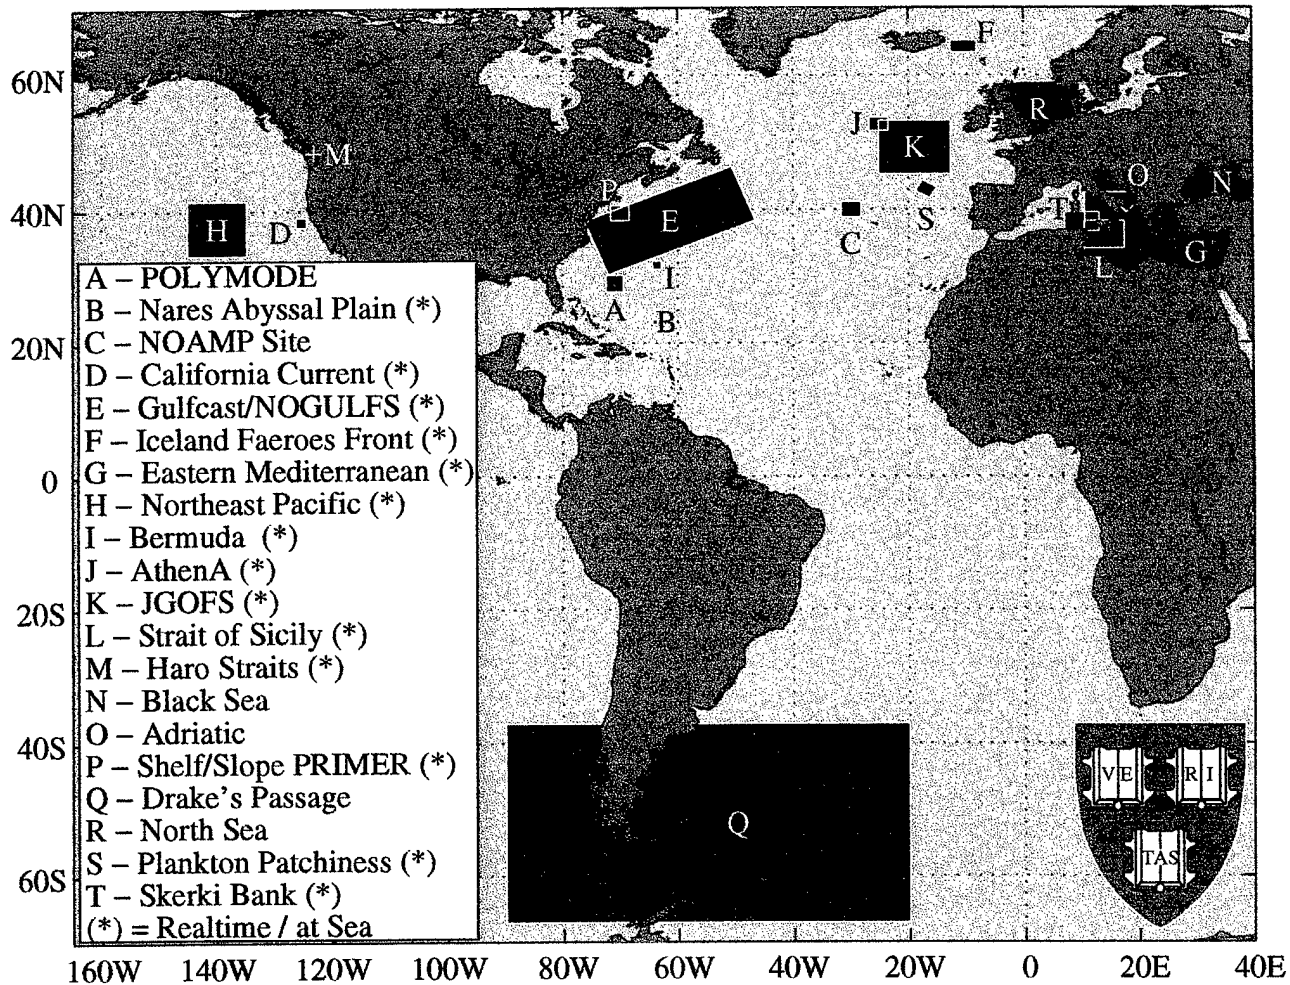 60N
40N
20N
0
20S
40S
60S
F
R
J
K
+M
P
O
N
H
D
E
S
T
C
G
I
L
A
B
A – POLYMODE
B – Nares Abyssal Plain (*)
C – NOAMP Site
D – California Current (*)
E – Gulfcast/NOGULFS (*)
F – Iceland Faeroes Front (*)
G – Eastern Mediterranean (*)
H – Northeast Pacific (*)
I – Bermuda (*)
J – AthenA (*)
K – JGOFS (*)
L – Strait of Sicily (*)
M – Haro Straits (*)
N – Black Sea
O – Adriatic
P – Shelf/Slope PRIMER (*)
Q – Drake's Passage
R – North Sea
S – Plankton Patchiness (*)
T – Skerki Bank (*)
(*) = Realtime / at Sea
Q
VE RI
TAS
160W 140W 120W 100W 80W 60W 40W 20W 0 20E 40E